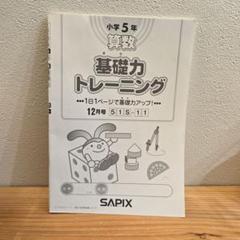 小学5年
算数
基礎力
トレーニング
1日1ページで基礎力アップ!
12月号 51S-11
SAPIX